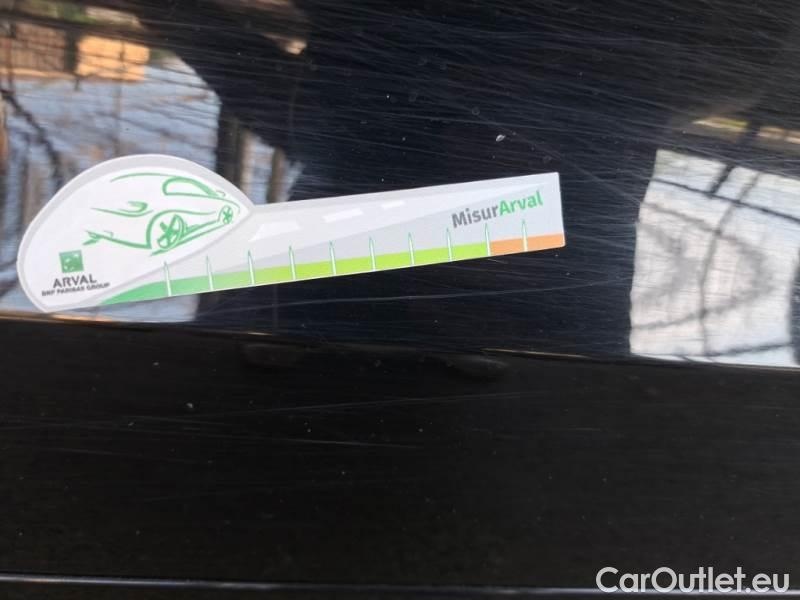 MisurArval
ARVAL
BNP PARIBAS GROUP
CarOutlet.eu